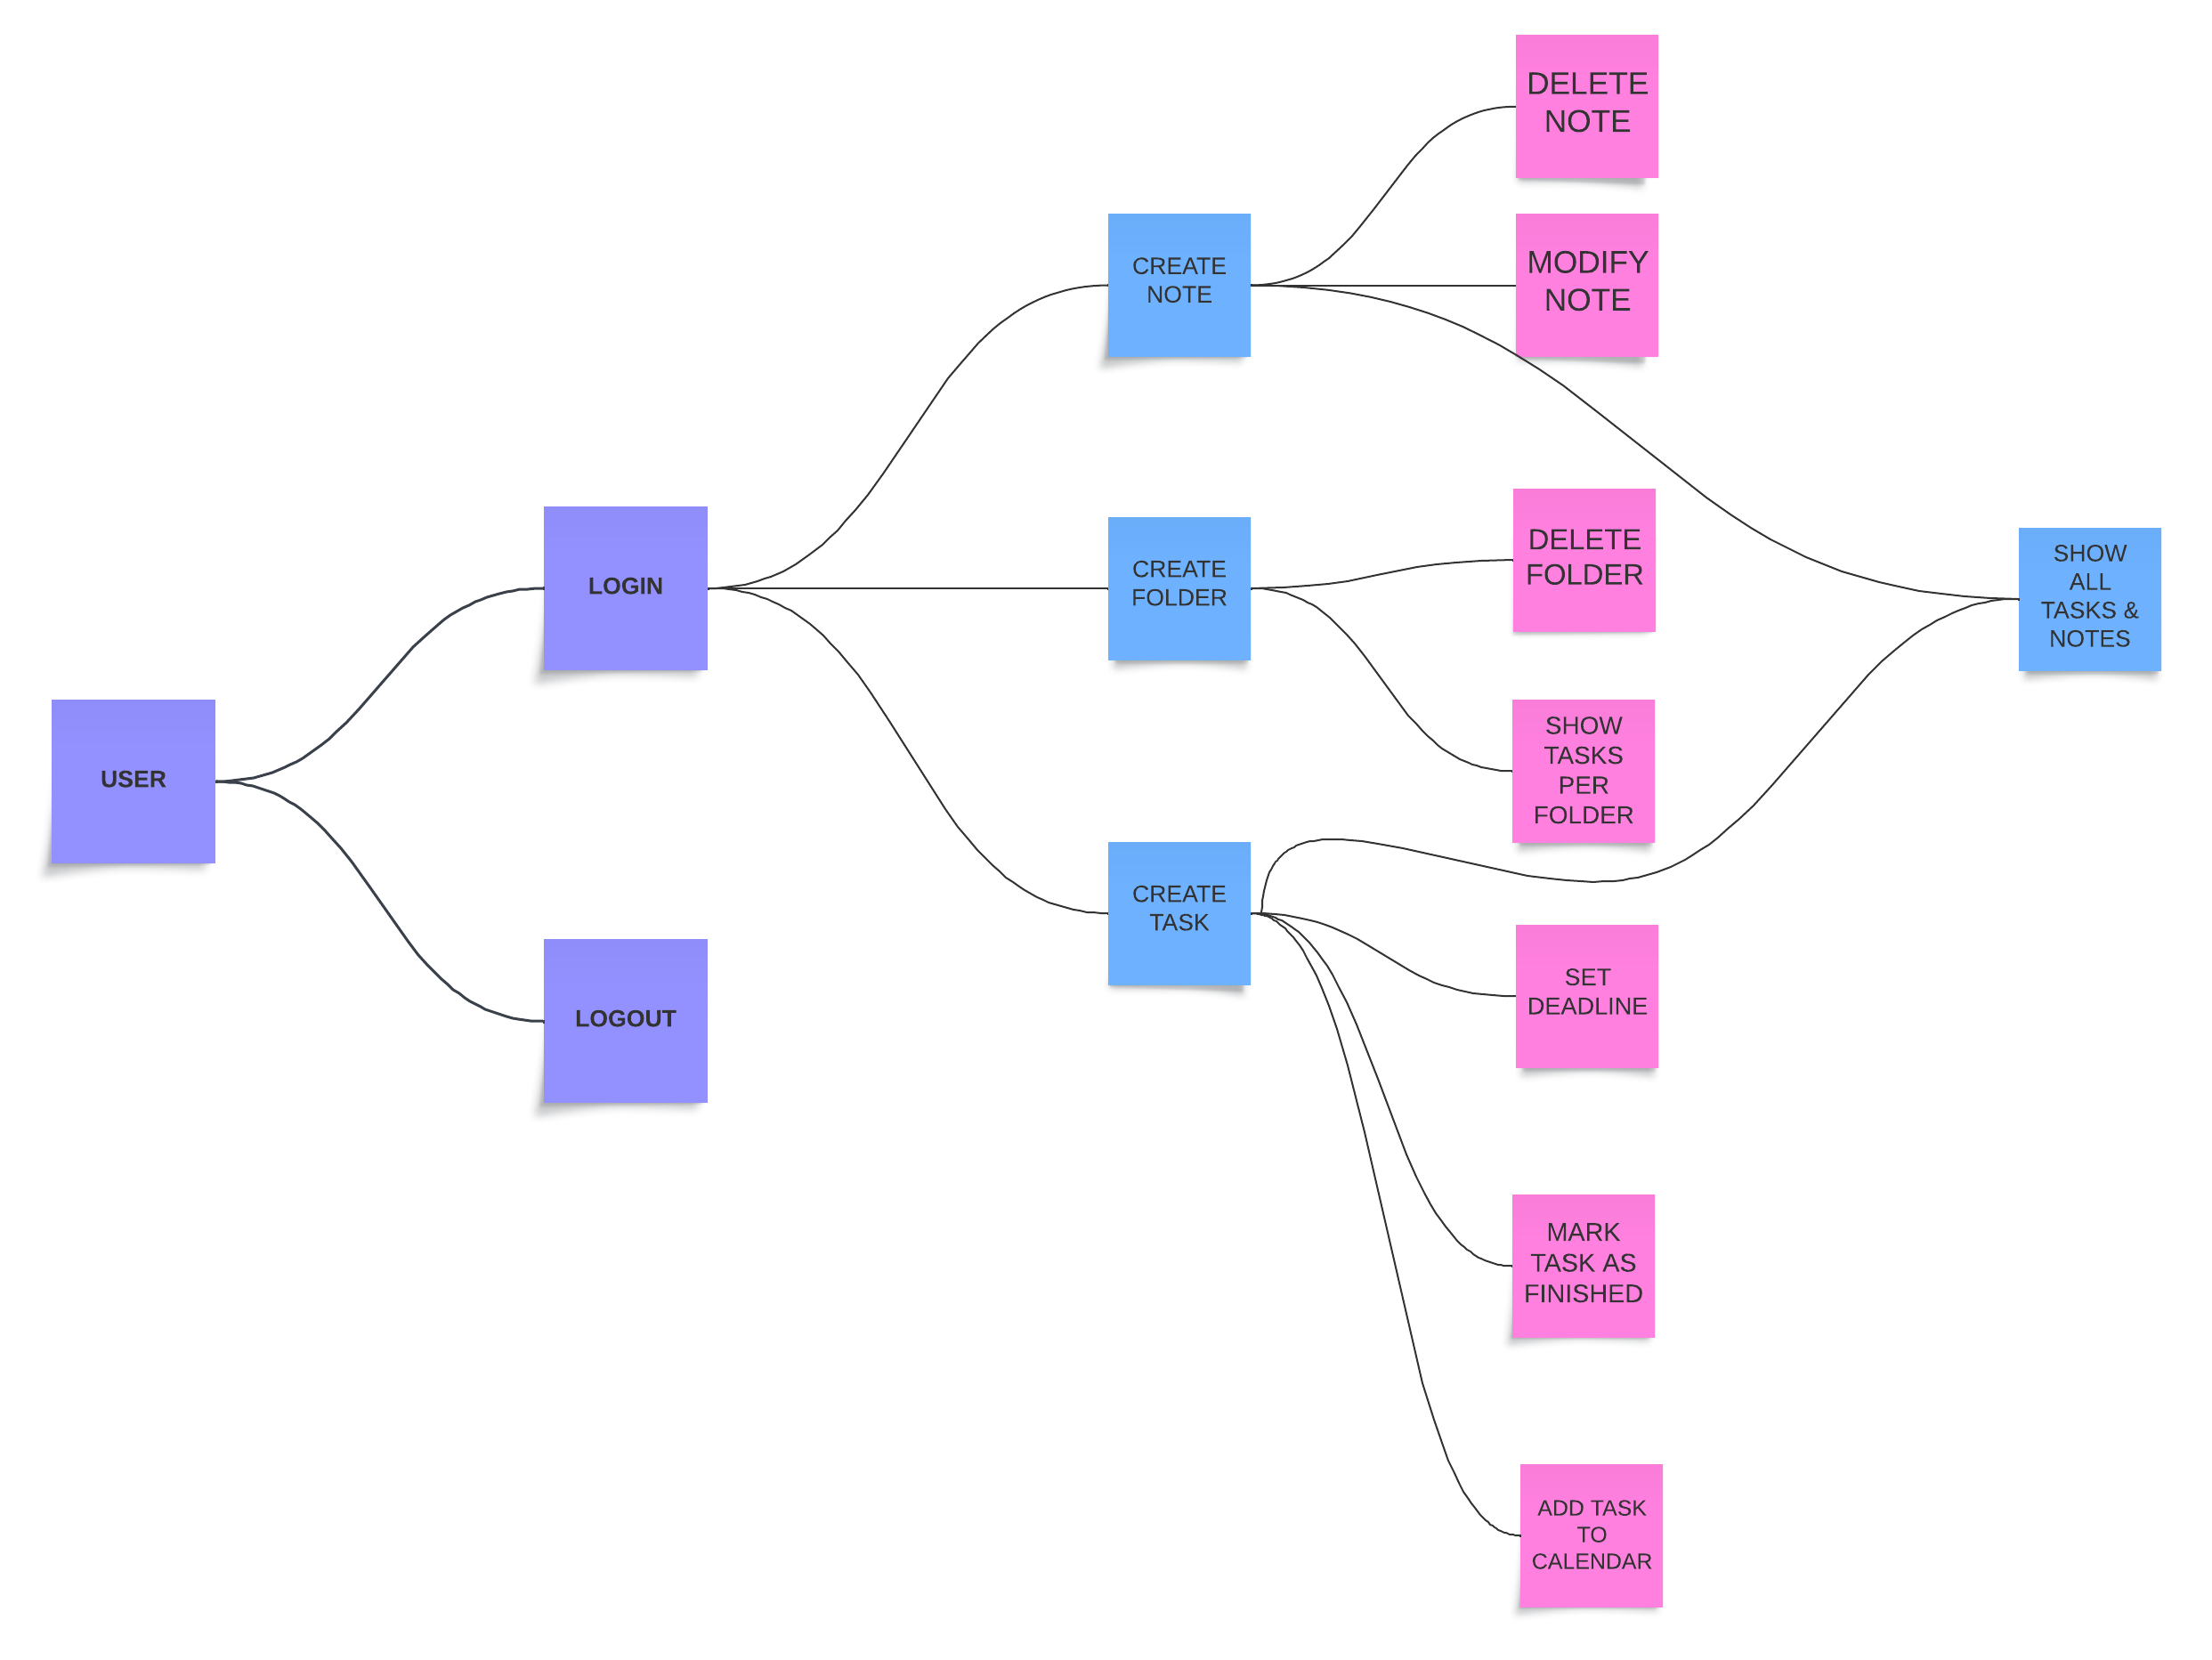 USER
LOGIN
LOGOUT
CREATE
NOTE
CREATE
FOLDER
CREATE
TASK
DELETE
NOTE
MODIFY
NOTE
DELETE
FOLDER
SHOW
TASKS
PER
FOLDER
SET
DEADLINE
MARK
TASK AS
FINISHED
ADD TASK
TO
CALENDAR
SHOW
ALL
TASKS &
NOTES